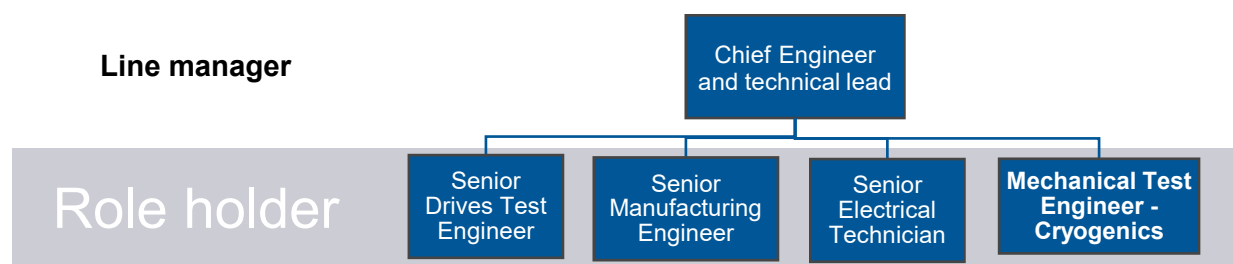 Line manager
Chief Engineer
and technical lead
Role holder
Senior
Drives Test
Engineer
Senior
Manufacturing
Engineer
Senior
Electrical
Technician
Mechanical Test
Engineer -
Cryogenics